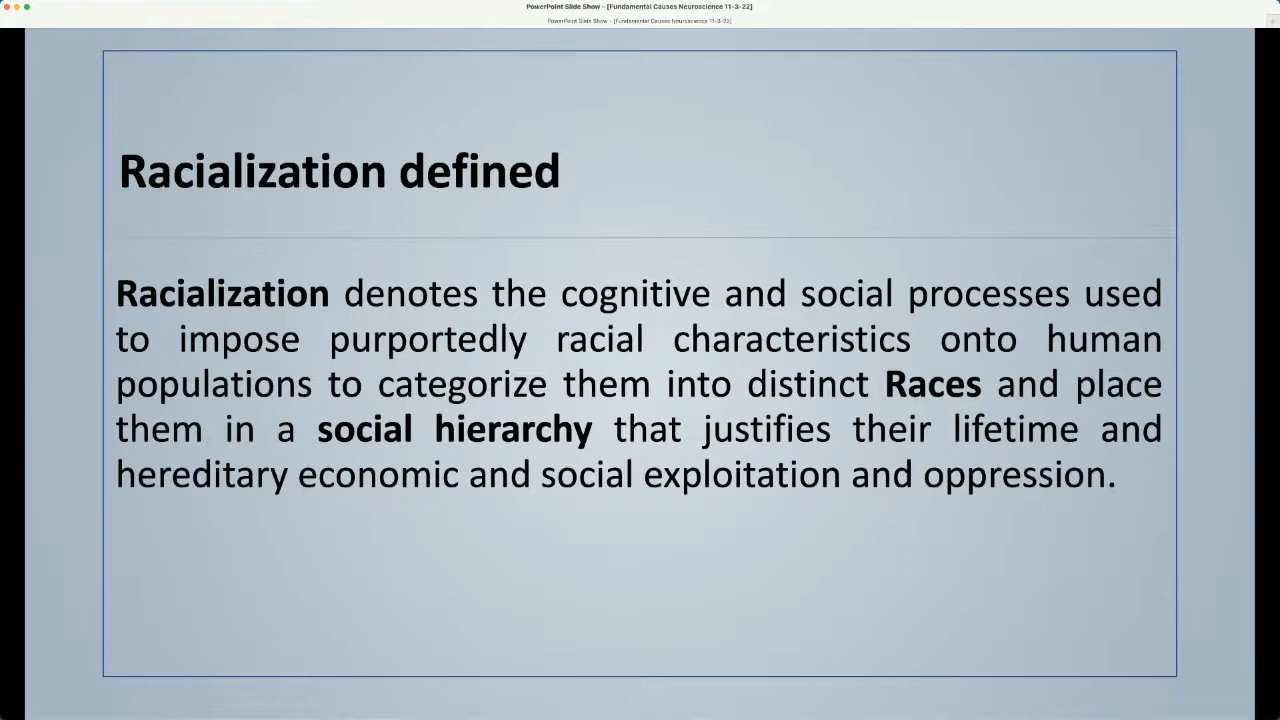 PowerPoint Slide Show - [Fundamental Causes Neuroscience 11-3-22]
PowerPoint Slide Show - [Fundamental Causes Neuroscience 11-3-22]
Racialization defined
Racialization denotes the cognitive and social processes used
to impose purportedly racial characteristics onto human
populations to categorize them into distinct Races and place
them in a social hierarchy that justifies their lifetime and
hereditary economic and social exploitation and oppression.